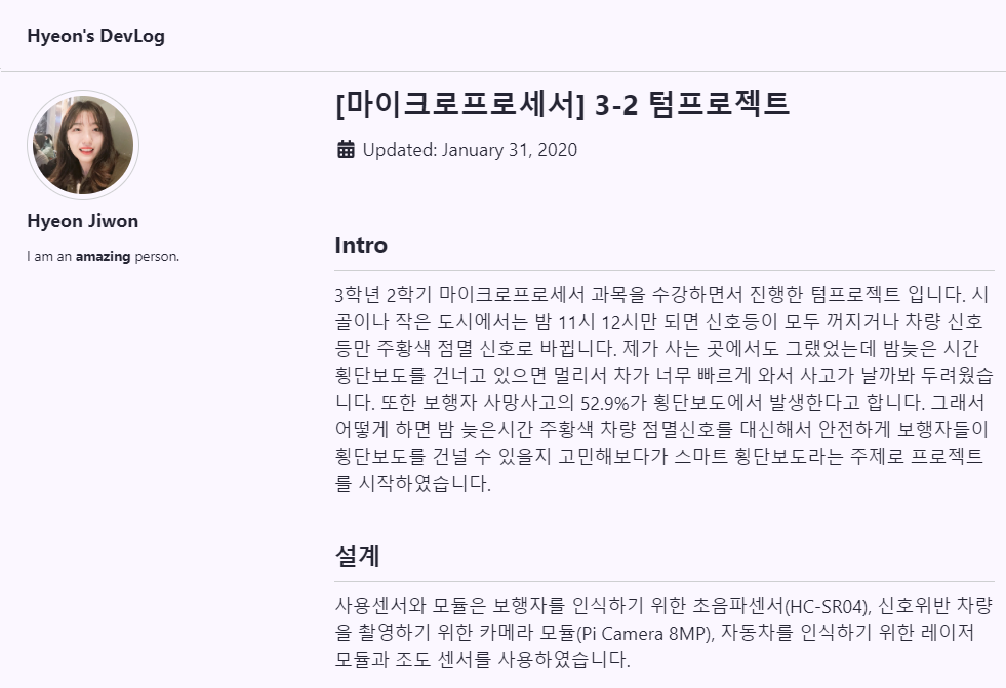 Hyeon's DevLog
Hyeon Jiwon
I am an amazing person.
[마이크로프로세서] 3-2 텀프로젝트
Updated: January 31, 2020
Intro
3학년 2학기 마이크로프로세서 과목을 수강하면서 진행한 텀프로젝트 입니다. 시
골이나 작은 도시에서는 밤 11시 12시만 되면 신호등이 모두 꺼지거나 차량 신호
등만 주황색 점멸 신호로 바뀝니다. 제가 사는 곳에서도 그랬었는데 밤늦은 시간
횡단보도를 건너고 있으면 멀리서 차가 너무 빠르게 와서 사고가 날까봐 두려웠습
니다. 또한 보행자 사망사고의 52.9%가 횡단보도에서 발생한다고 합니다. 그래서
어떻게 하면 밤 늦은시간 주황색 차량 점멸신호를 대신해서 안전하게 보행자들이
횡단보도를 건널 수 있을지 고민해보다가 스마트 횡단보도라는 주제로 프로젝트
를 시작하였습니다.
설계
사용센서와 모듈은 보행자를 인식하기 위한 초음파센서(HC-SR04), 신호위반 차량
을 촬영하기 위한 카메라 모듈(Pi Camera 8MP), 자동차를 인식하기 위한 레이저
모듈과 조도 센서를 사용하였습니다.